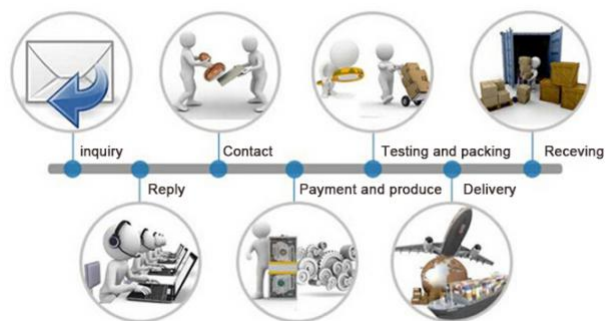 inquiry
Contact
Testing and packing
Receving
Reply
Payment and produce
Delivery